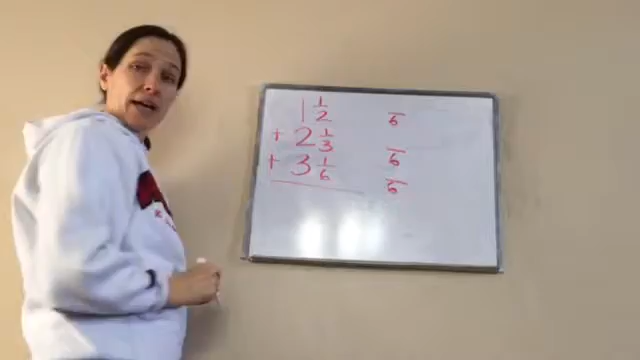 1 1/2 /6
+ 2 1/3 /6
+ 3 1/6 /6